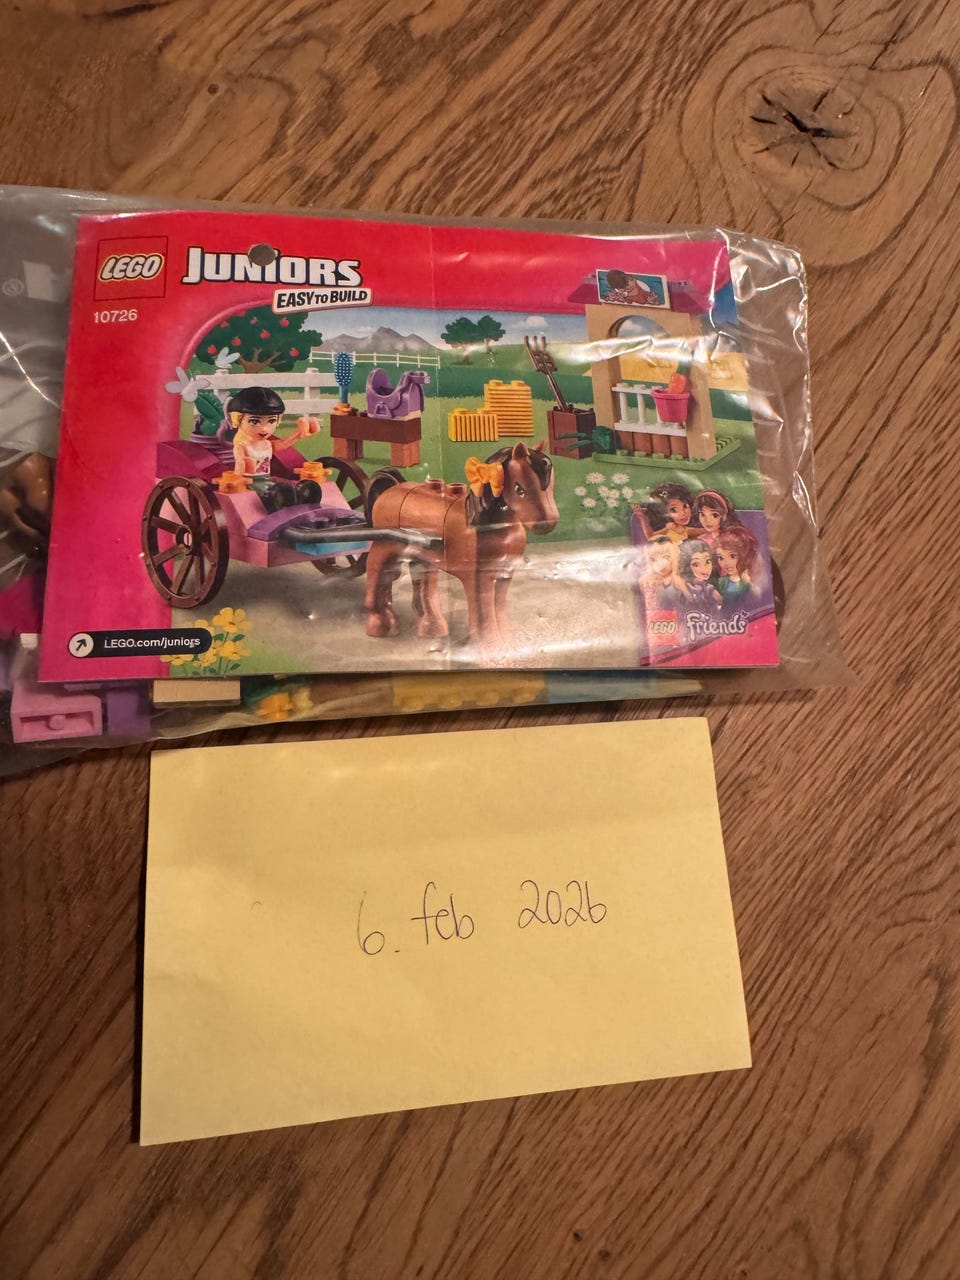 LEGO
JUNIORS
EASY TO BUILD
10726
LEGO.com/juniors
LEGO
friends
6. feb 2026